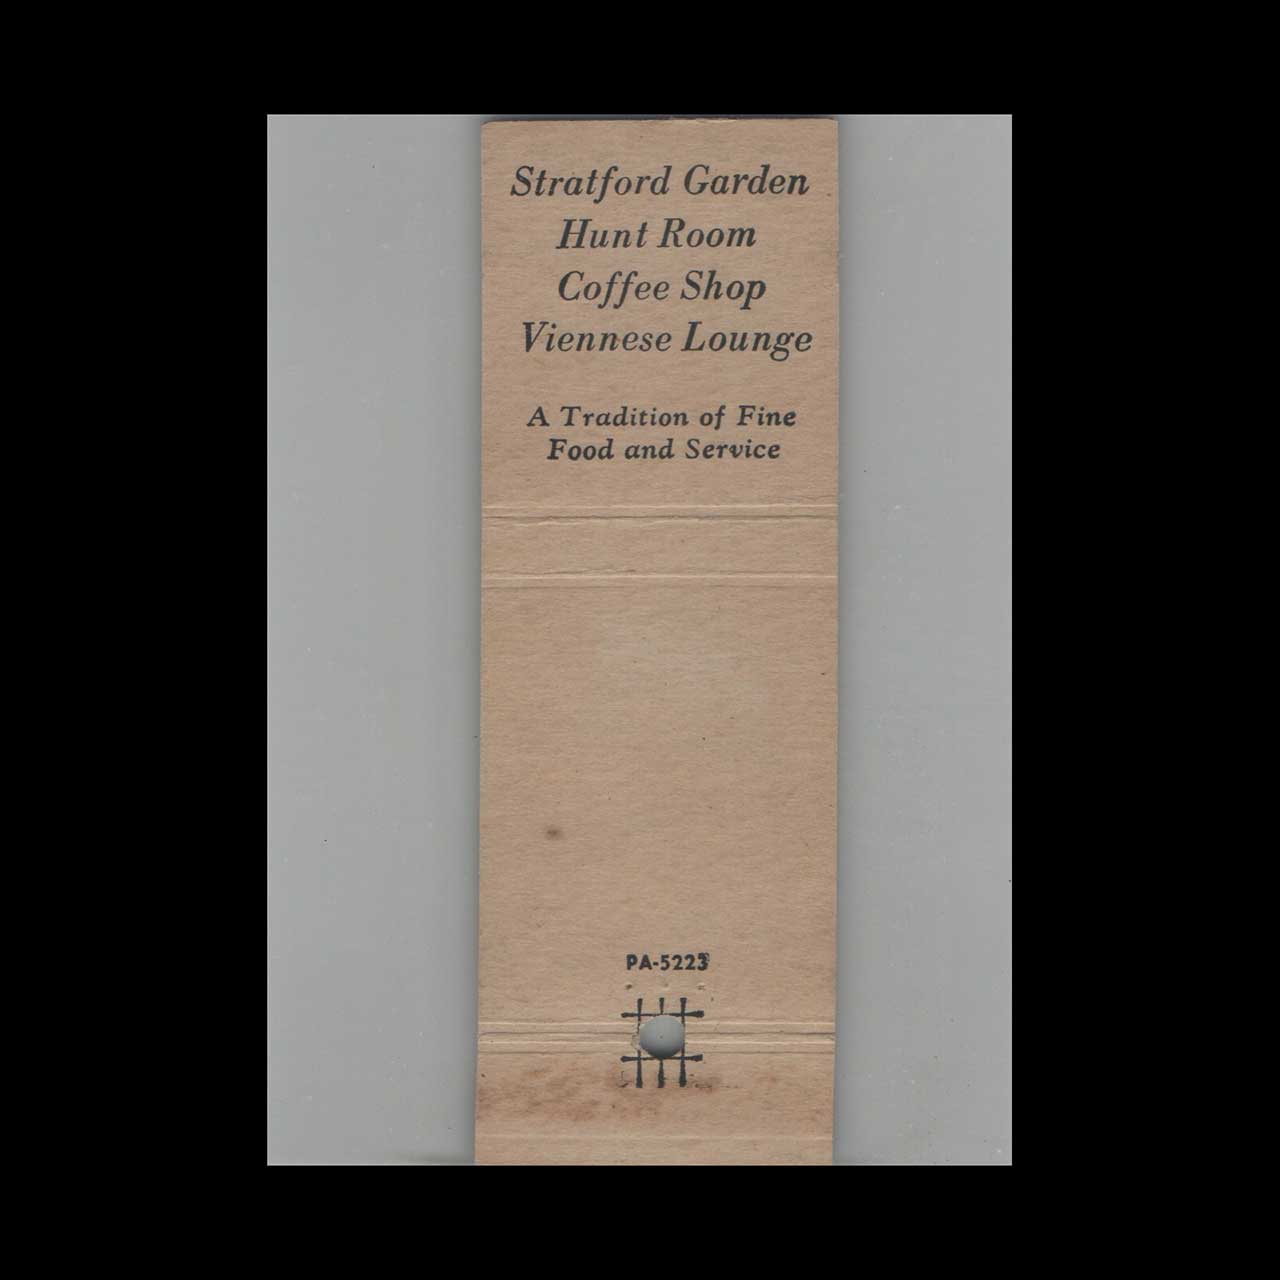 Stratford Garden
Hunt Room
Coffee Shop
Viennese Lounge
A Tradition of Fine
Food and Service
PA-5223